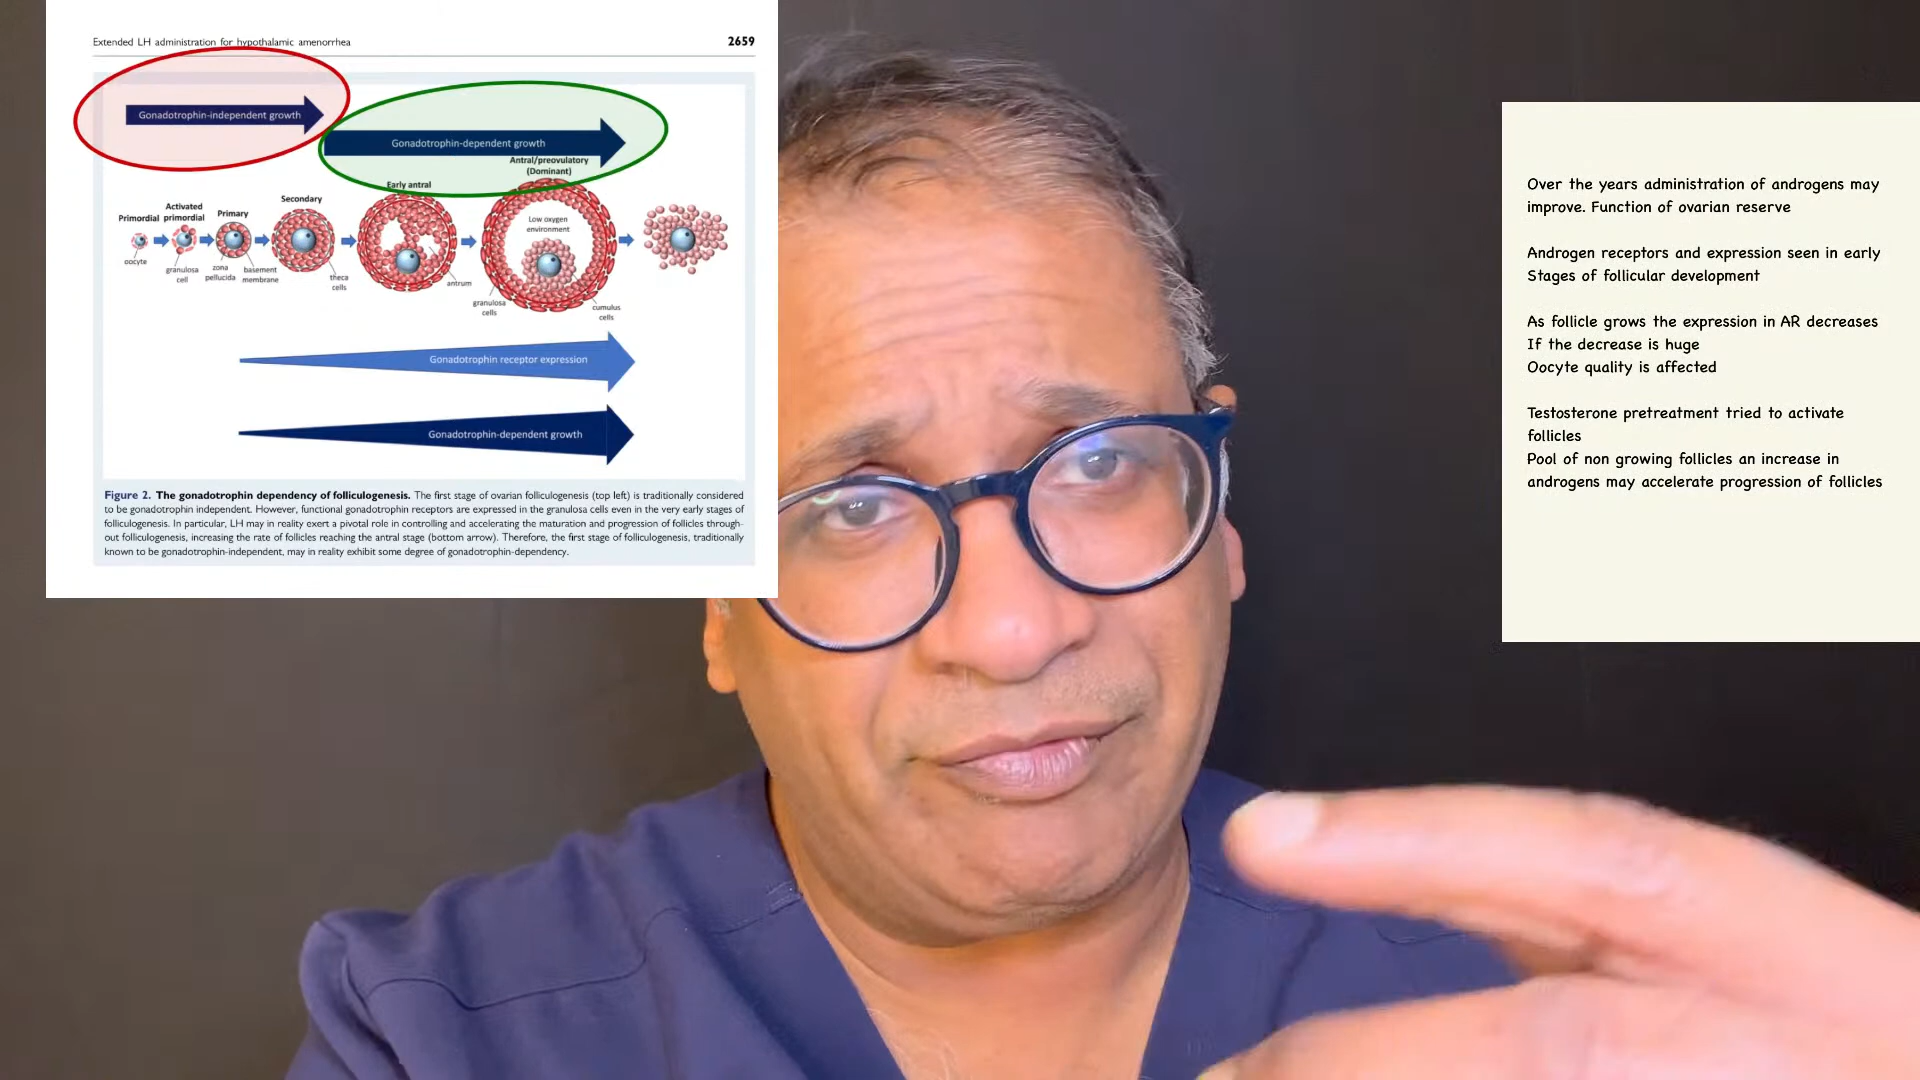 Extended LH administration for hypothalamic amenorrhea
2659
Gonadotrophin-independent growth
Gonadotrophin-dependent growth
Antral/preovulatory
(Dominant)
Early antral
Secondary
Activated
primordial
Primordial
Primary
Low oxygen
environment
oocyte
granulosa
cell
zona
pellucida
basement
membrane
theca
cells
antrum
granulosa
cells
cumulus
cells
Gonadotrophin receptor expression
Gonadotrophin-dependent growth
Figure 2. The gonadotrophin dependency of folliculogenesis. The first stage of ovarian folliculogenesis (top left) is traditionally considered
to be gonadotrophin independent. However, functional gonadotrophin receptors are expressed in the granulosa cells even in the very early stages of
folliculogenesis. In particular, LH may in reality exert a pivotal role in controlling and accelerating the maturation and progression of follicles through-
out folliculogenesis, increasing the rate of follicles reaching the antral stage (bottom arrow). Therefore, the first stage of folliculogenesis, traditionally
known to be gonadotrophin-independent, may in reality exhibit some degree of gonadotrophin-dependency.
Over the years administration of androgens may
improve. Function of ovarian reserve
Androgen receptors and expression seen in early
Stages of follicular development
As follicle grows the expression in AR decreases
If the decrease is huge
Oocyte quality is affected
Testosterone pretreatment tried to activate
follicles
Pool of non growing follicles an increase in
androgens may accelerate progression of follicles